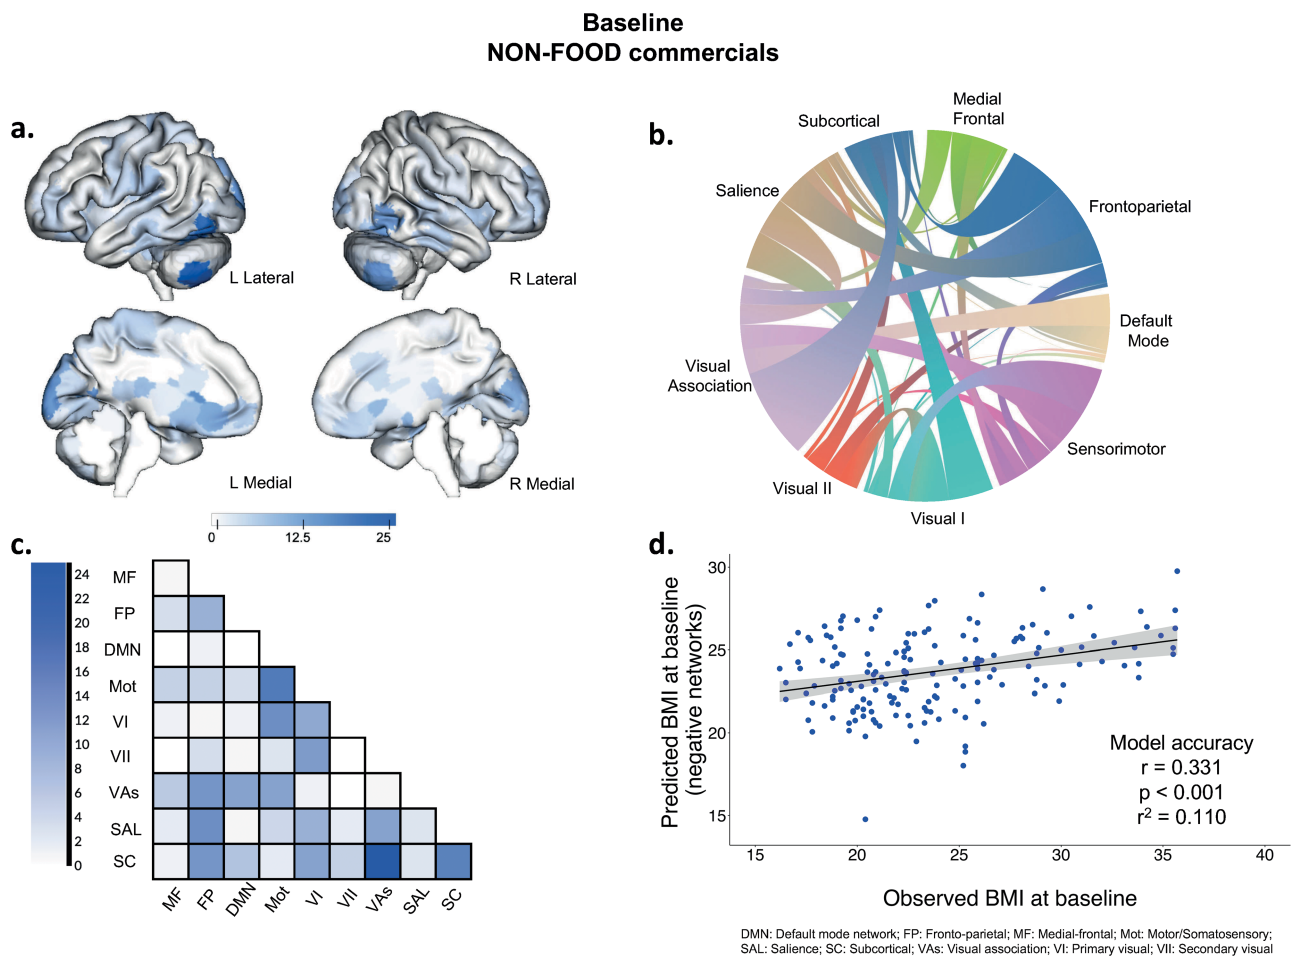 Baseline
NON-FOOD commercials
a.
L Lateral
R Lateral
L Medial
R Medial
0 12.5 25
b.
Medial
Frontal
Subcortical
Salience
Frontoparietal
Default
Mode
Visual
Association
Sensorimotor
Visual II
Visual I
c.
24
22
20
18
16
14
12
10
8
6
4
2
0
MF
FP
DMN
Mot
VI
VII
VAs
SAL
SC
MF FP DMN Mot VI VII VAs SAL SC
d.
Predicted BMI at baseline
(negative networks)
30
25
20
15
Model accuracy
r = 0.331
p < 0.001
r² = 0.110
15 20 25 30 35 40
Observed BMI at baseline
DMN: Default mode network; FP: Fronto-parietal; MF: Medial-frontal; Mot: Motor/Somatosensory;
SAL: Salience; SC: Subcortical; VAs: Visual association; VI: Primary visual; VII: Secondary visual